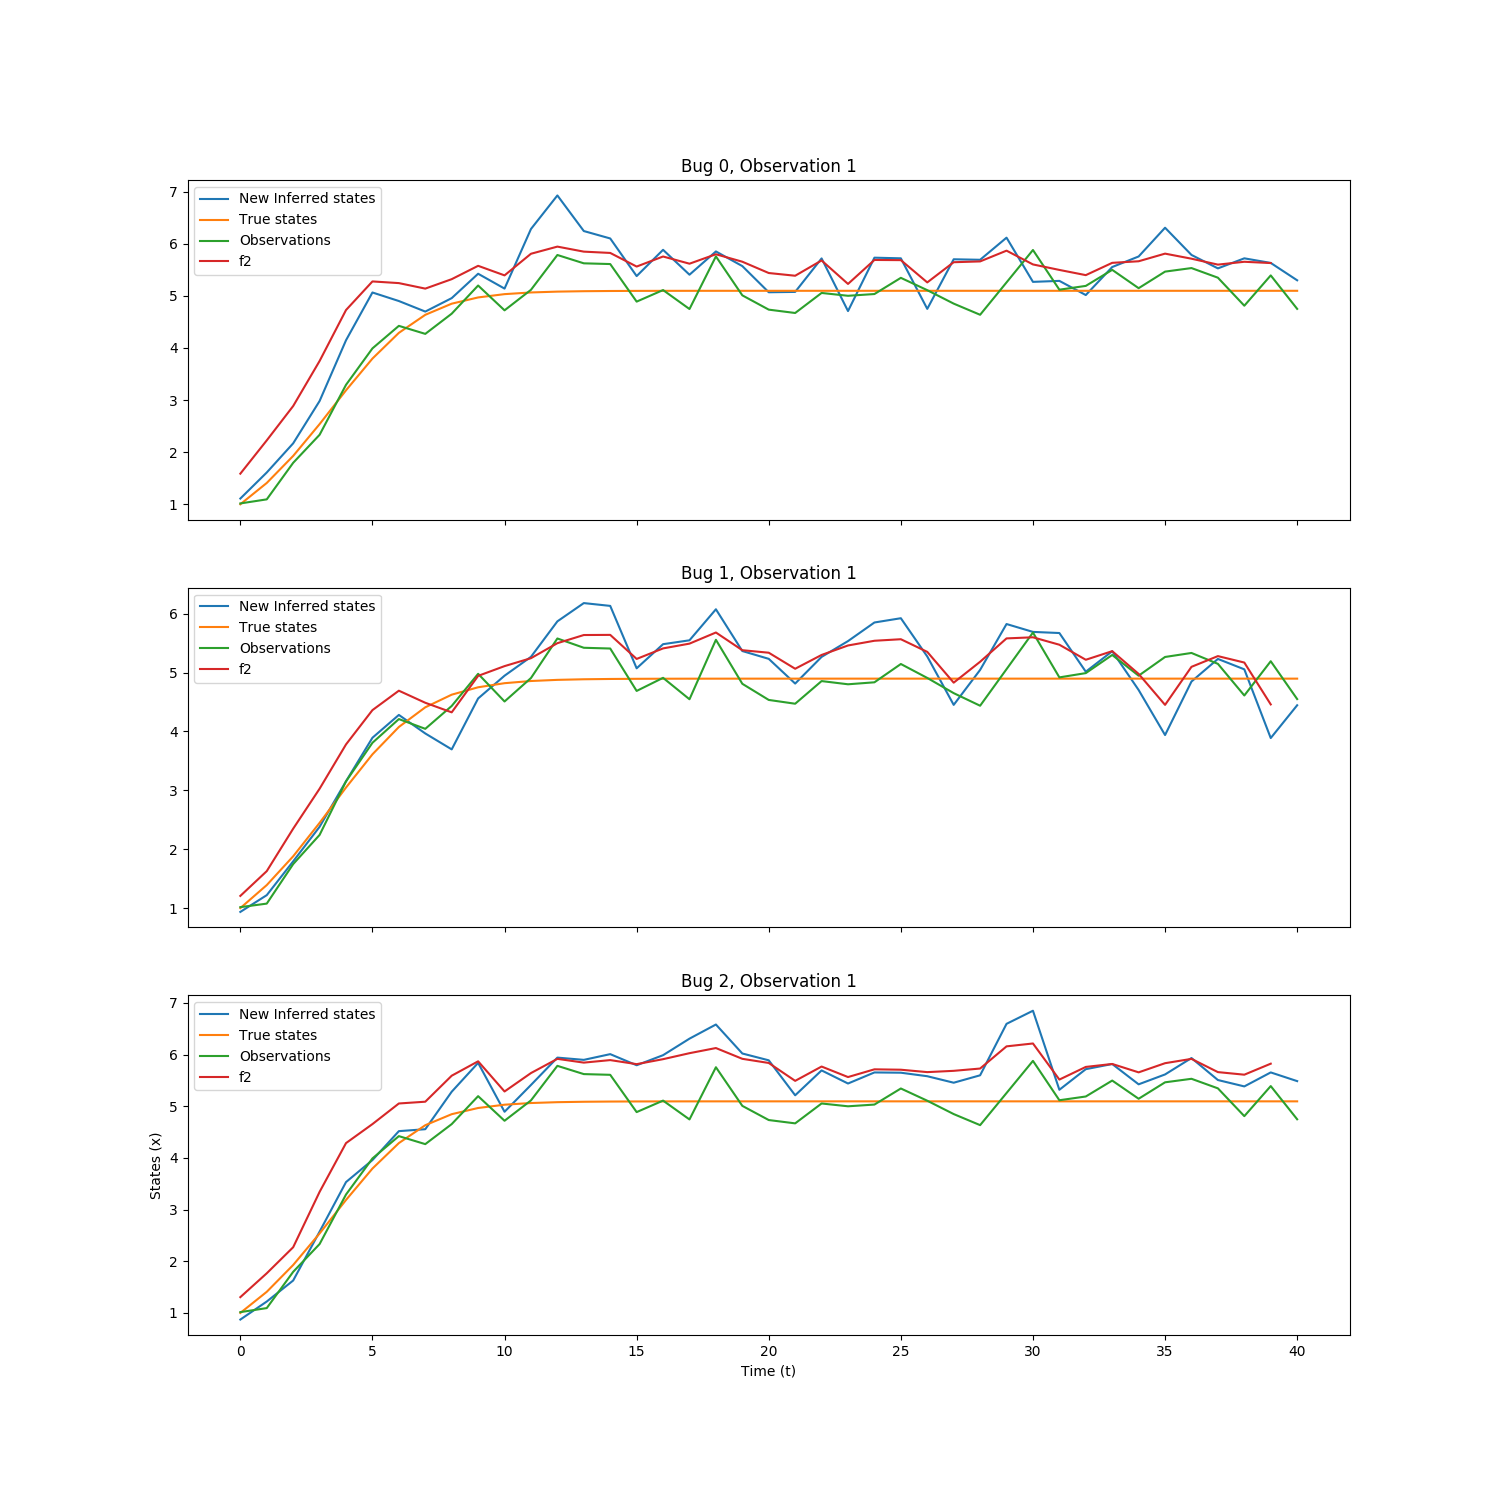 Bug 0, Observation 1
New Inferred states
True states
Observations
f2
7
6
5
4
3
2
1
Bug 1, Observation 1
New Inferred states
True states
Observations
f2
6
5
4
3
2
1
Bug 2, Observation 1
New Inferred states
True states
Observations
f2
7
6
5
4
3
2
1
States (x)
0 5 10 15 20 25 30 35 40
Time (t)